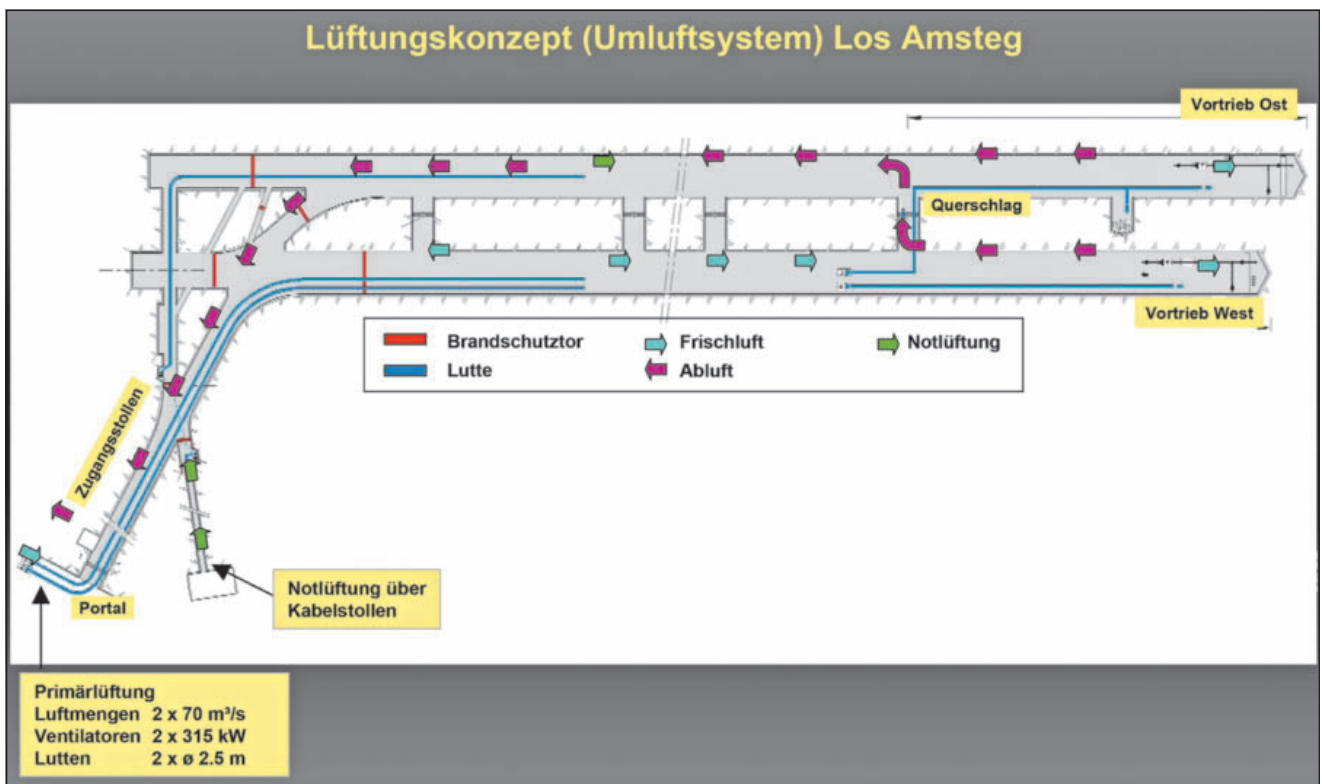 Lüftungskonzept (Umluftsystem) Los Amsteg
Vortrieb Ost
Querschlag
Vortrieb West
Brandschutztor
Frischluft
Notlüftung
Lutte
Abluft
Zugangsstollen
Portal
Notlüftung über
Kabelstollen
Primärlüftung
Luftmengen 2 x 70 m³/s
Ventilatoren 2 x 315 kW
Lutten 2 x ø 2.5 m